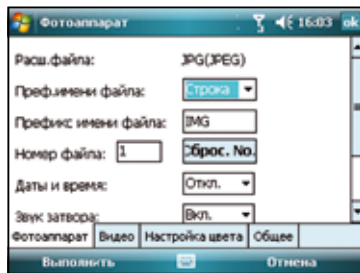 Фотоаппарат 16:03 ok
Расш.файла: JPG(JPEG)
Преф.имени файла: Строка
Префикс имени файла: IMG
Номер файла: 1 Сброс. No.
Даты и время: Откл.
Звук затвора: Вкл.
Фотоаппарат Видео Настройка цвета Общее
Выполнить Отмена